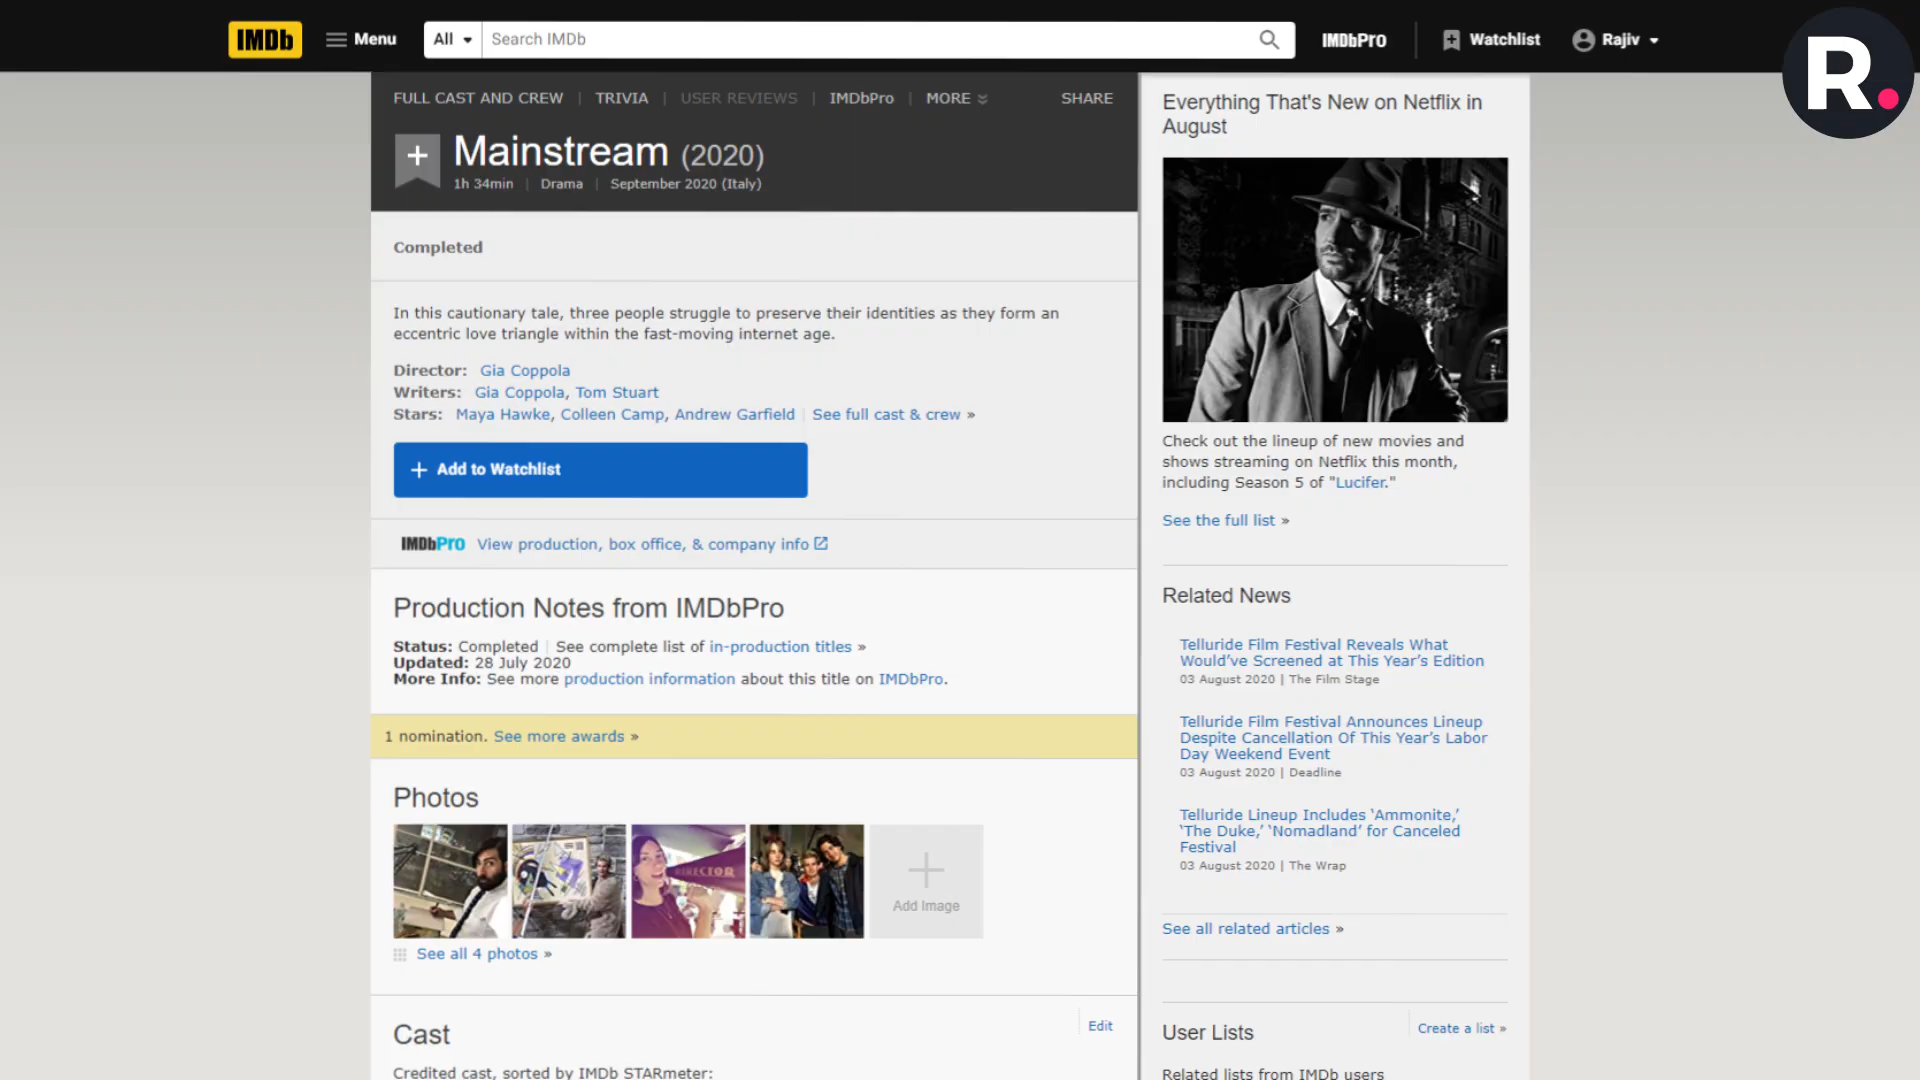 IMDb
Menu
All
Search IMDb
IMDbPro
Watchlist
Rajiv
R.
FULL CAST AND CREW | TRIVIA | USER REVIEWS | IMDbPro | MORE
SHARE
Mainstream (2020)
1h 34min | Drama | September 2020 (Italy)
Completed
In this cautionary tale, three people struggle to preserve their identities as they form an
eccentric love triangle within the fast-moving internet age.
Director: Gia Coppola
Writers: Gia Coppola, Tom Stuart
Stars: Maya Hawke, Colleen Camp, Andrew Garfield | See full cast & crew »
+ Add to Watchlist
IMDbPro View production, box office, & company info
Production Notes from IMDbPro
Status: Completed | See complete list of in-production titles »
Updated: 28 July 2020
More Info: See more production information about this title on IMDbPro.
1 nomination. See more awards »
Photos
DIRECTOR
Add Image
See all 4 photos »
Cast
Edit
Credited cast, sorted by IMDb STARmeter:
Everything That's New on Netflix in
August
Check out the lineup of new movies and
shows streaming on Netflix this month,
including Season 5 of "Lucifer."
See the full list »
Related News
Telluride Film Festival Reveals What
Would’ve Screened at This Year’s Edition
03 August 2020 | The Film Stage
Telluride Film Festival Announces Lineup
Despite Cancellation Of This Year’s Labor
Day Weekend Event
03 August 2020 | Deadline
Telluride Lineup Includes ‘Ammonite,’
‘The Duke,’ ‘Nomadland’ for Canceled
Festival
03 August 2020 | The Wrap
See all related articles »
User Lists
Create a list »
Related lists from IMDb users